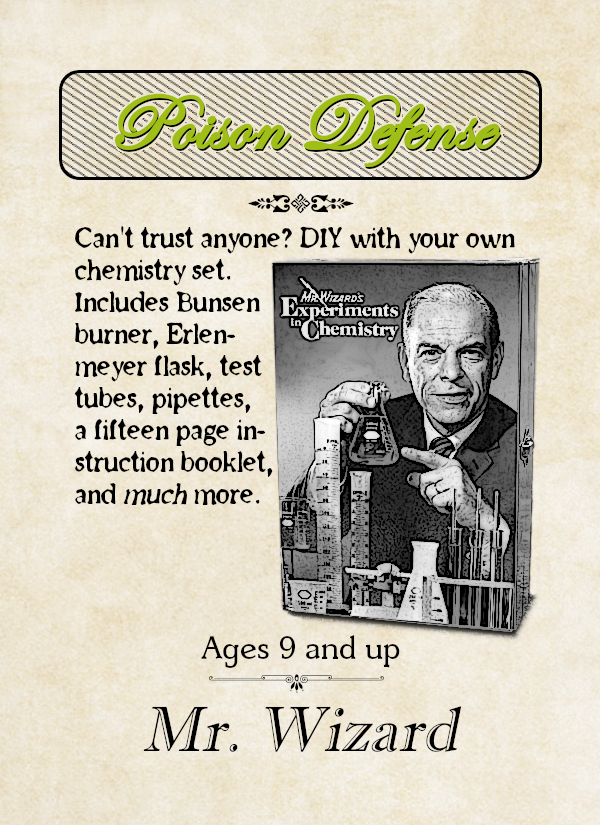 Poison Defense
Can't trust anyone? DIY with your own
chemistry set.
Includes Bunsen
burner, Erlen-
meyer flask, test
tubes, pipettes,
a fifteen page in-
struction booklet,
and much more.
MR. WIZARD'S
Experiments
in Chemistry
Ages 9 and up
Mr. Wizard